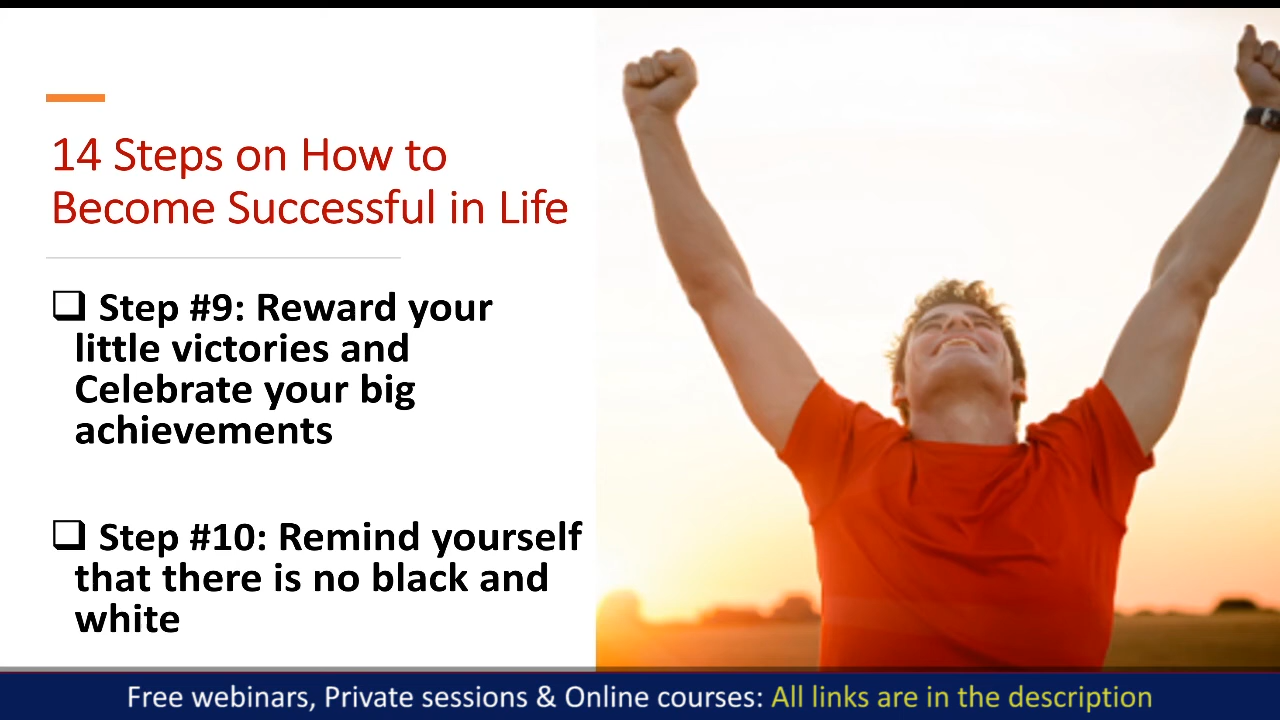 14 Steps on How to
Become Successful in Life
❑ Step #9: Reward your
little victories and
Celebrate your big
achievements
❑ Step #10: Remind yourself
that there is no black and
white
Free webinars, Private sessions & Online courses: All links are in the description